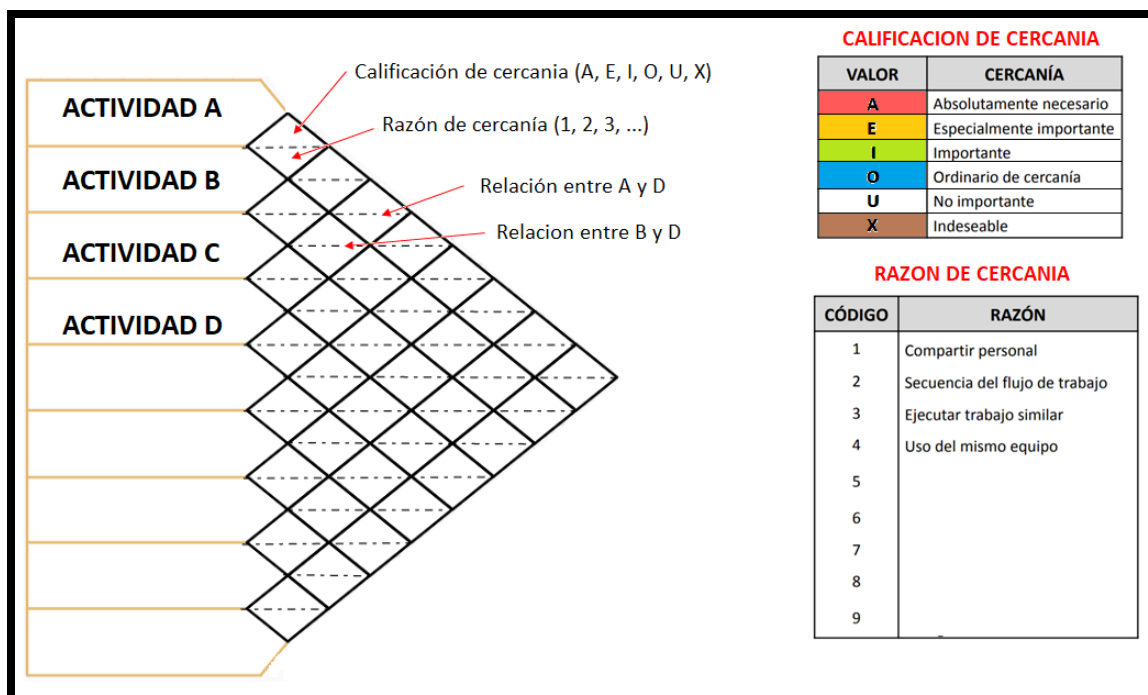 ACTIVIDAD A
ACTIVIDAD B
ACTIVIDAD C
ACTIVIDAD D
Calificación de cercania (A, E, I, O, U, X)
Razón de cercanía (1, 2, 3, ...)
Relación entre A y D
Relacion entre B y D
CALIFICACION DE CERCANIA
VALOR CERCANÍA
A Absolutamente necesario
E Especialmente importante
I Importante
O Ordinario de cercanía
U No importante
X Indeseable
RAZON DE CERCANIA
CÓDIGO RAZÓN
1 Compartir personal
2 Secuencia del flujo de trabajo
3 Ejecutar trabajo similar
4 Uso del mismo equipo
5
6
7
8
9